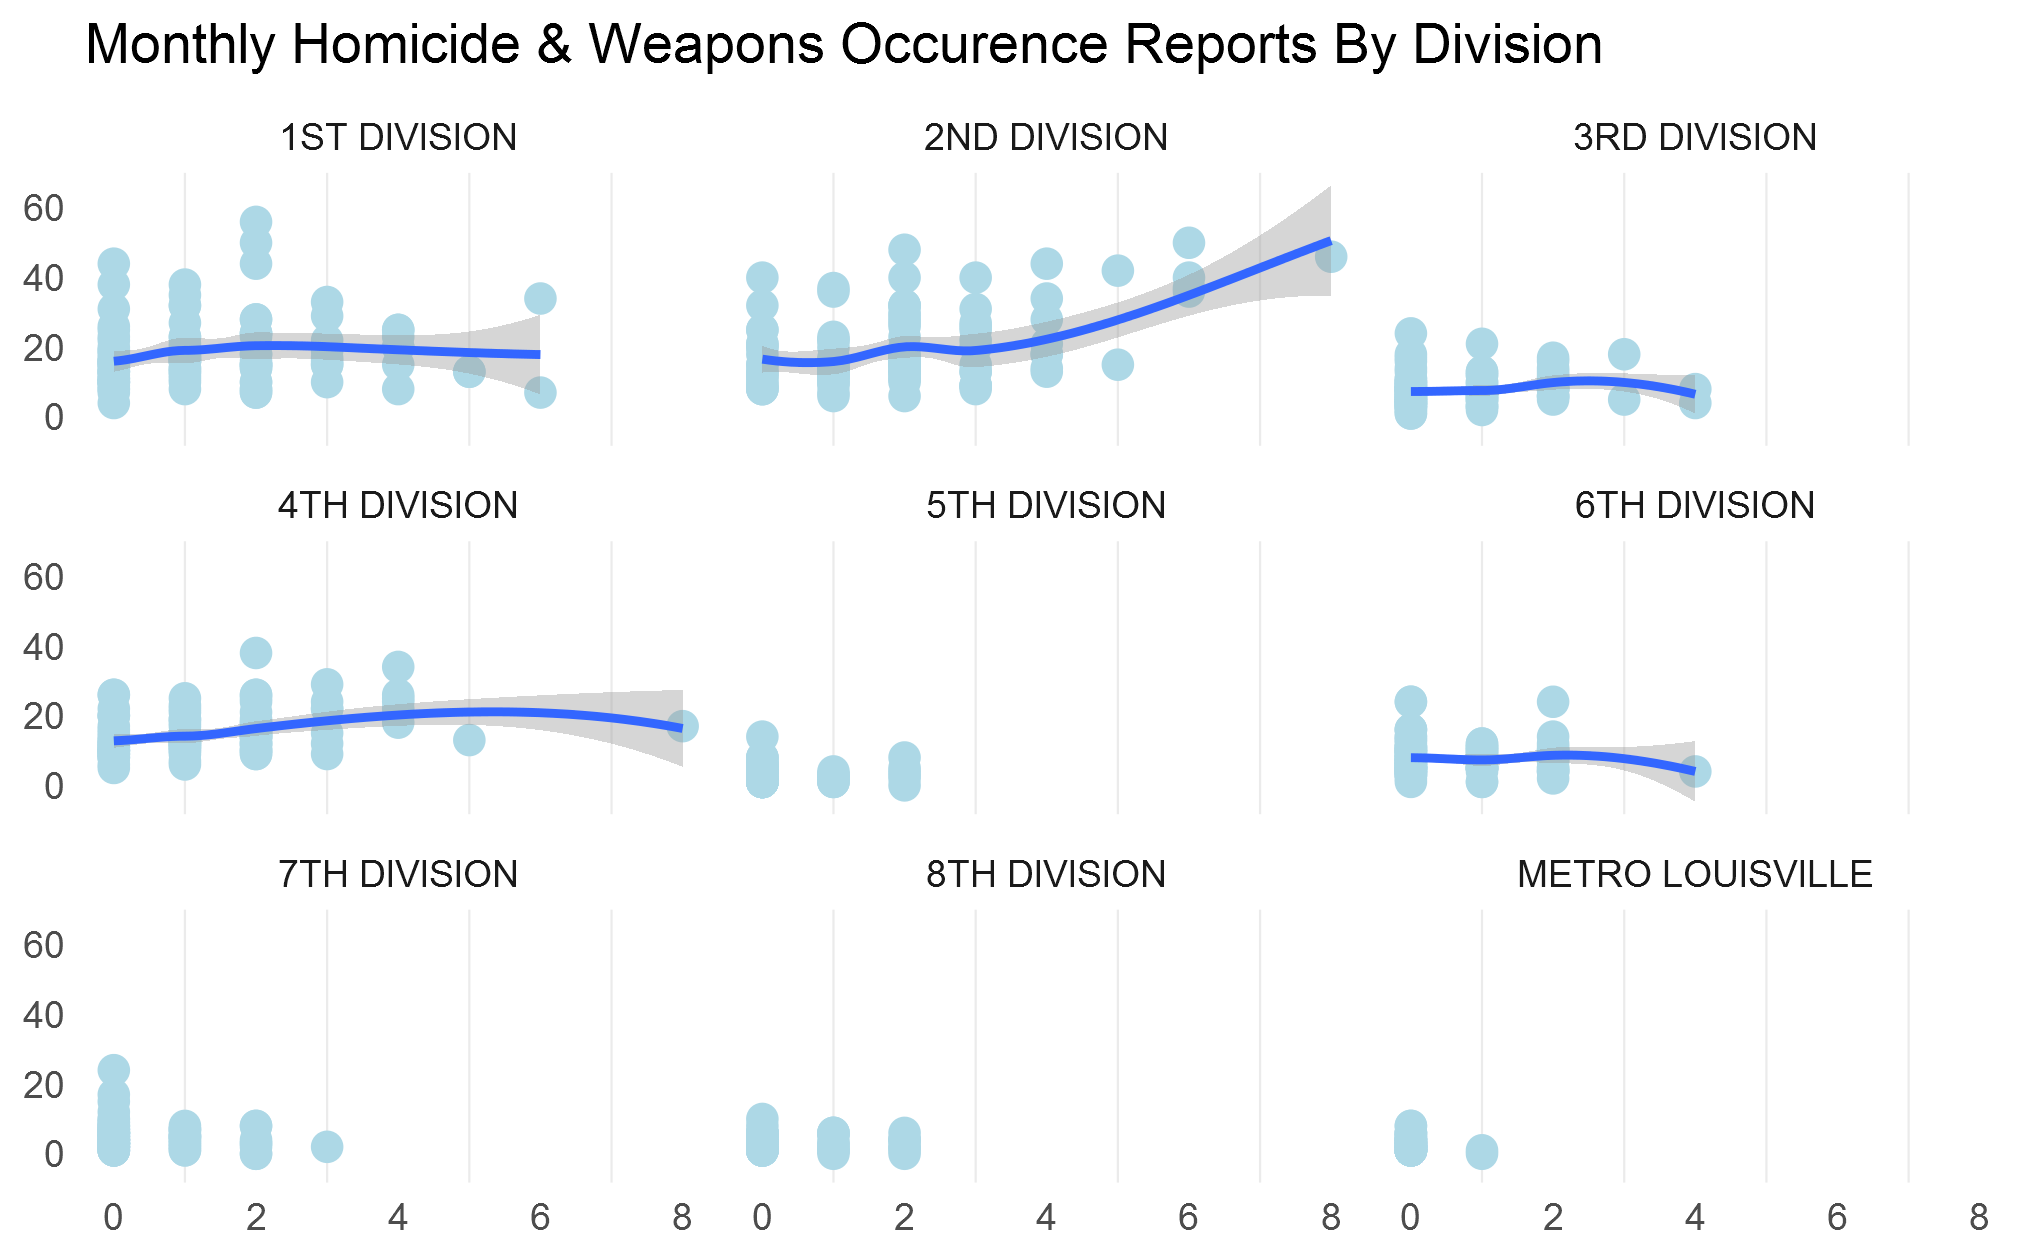 Monthly Homicide & Weapons Occurence Reports By Division
1ST DIVISION 2ND DIVISION 3RD DIVISION
60
40
20
0
4TH DIVISION 5TH DIVISION 6TH DIVISION
60
40
20
0
7TH DIVISION 8TH DIVISION METRO LOUISVILLE
60
40
20
0
0 2 4 6 8 0 2 4 6 8 0 2 4 6 8